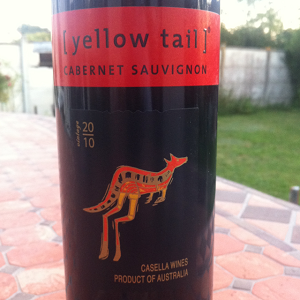 [ yellow tail ]®
CABERNET SAUVIGNON
vintage
20
10
CASELLA WINES
PRODUCT OF AUSTRALIA